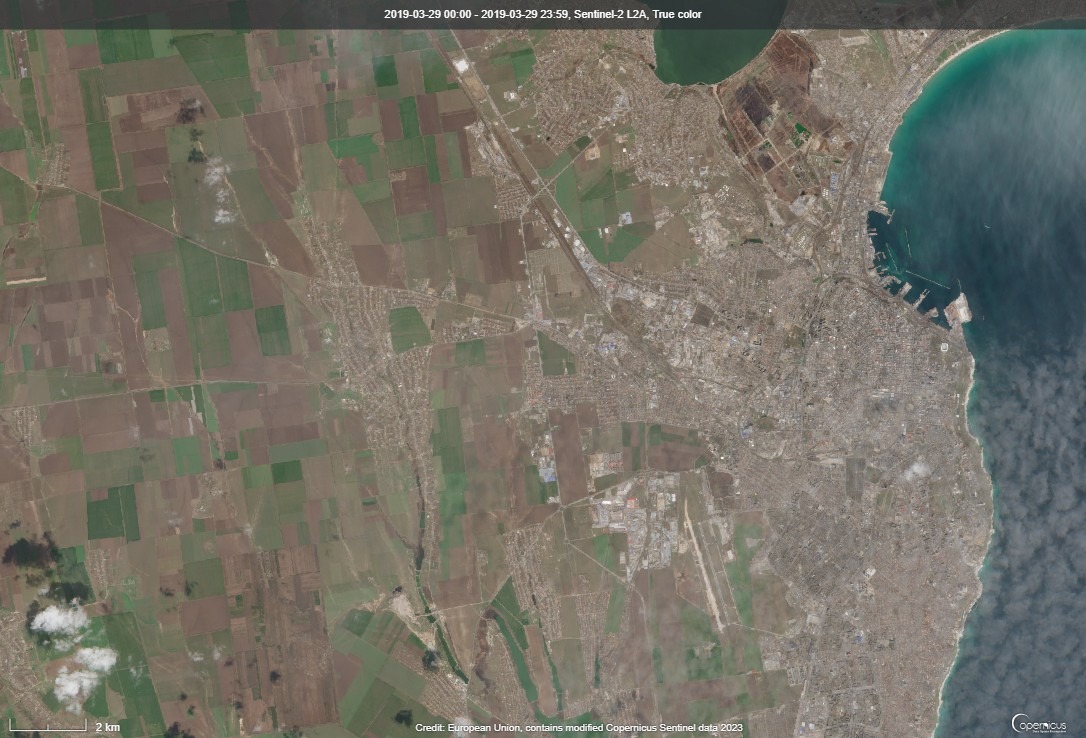 2019-03-29 00:00 - 2019-03-29 23:59, Sentinel-2 L2A, True color
2 km
Credit: European Union, contains modified Copernicus Sentinel data 2023
Copernicus